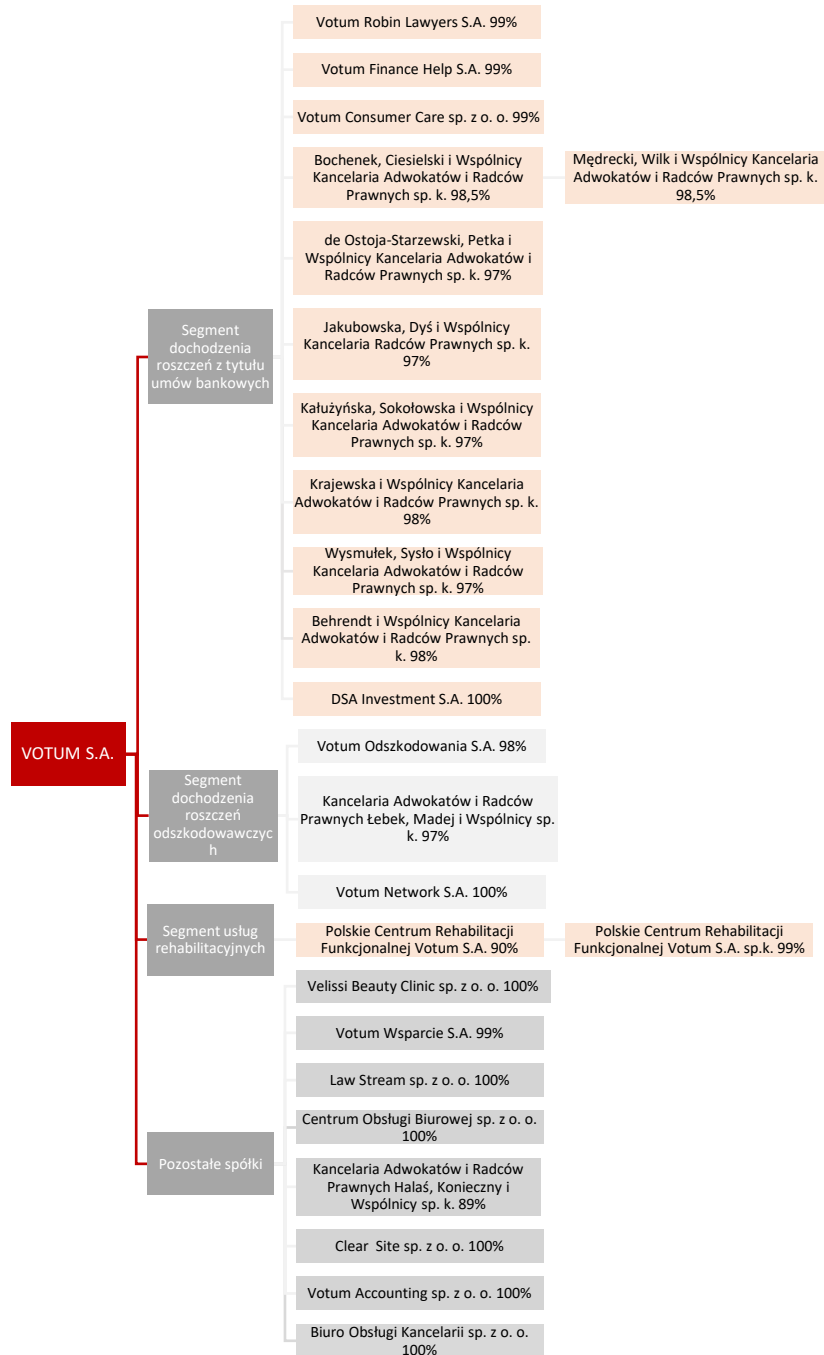 Votum Robin Lawyers S.A. 99%
Votum Finance Help S.A. 99%
Votum Consumer Care sp. z o. o. 99%
Bochenek, Ciesielski i Wspólnicy
Kancelaria Adwokatów i Radców
Prawnych sp. k. 98,5%
Mędrecki, Wilk i Wspólnicy Kancelaria
Adwokatów i Radców Prawnych sp. k.
98,5%
de Ostoja-Starzewski, Petka i
Wspólnicy Kancelaria Adwokatów i
Radców Prawnych sp. k. 97%
Segment
dochodzenia
roszczeń z tytułu
umów bankowych
Jakubowska, Dyś i Wspólnicy
Kancelaria Radców Prawnych sp. k.
97%
Kałużyńska, Sokołowska i Wspólnicy
Kancelaria Adwokatów i Radców
Prawnych sp. k. 97%
Krajewska i Wspólnicy Kancelaria
Adwokatów i Radców Prawnych sp. k.
98%
Wysmułek, Sysło i Wspólnicy
Kancelaria Adwokatów i Radców
Prawnych sp. k. 97%
Behrendt i Wspólnicy Kancelaria
Adwokatów i Radców Prawnych sp.
k. 98%
DSA Investment S.A. 100%
VOTUM S.A.
Votum Odszkodowania S.A. 98%
Segment
dochodzenia
roszczeń
odszkodowawczyc
h
Kancelaria Adwokatów i Radców
Prawnych Łebek, Madej i Wspólnicy sp.
k. 97%
Votum Network S.A. 100%
Segment usług
rehabilitacyjnych
Polskie Centrum Rehabilitacji
Funkcjonalnej Votum S.A. 90%
Polskie Centrum Rehabilitacji
Funkcjonalnej Votum S.A. sp.k. 99%
Velissi Beauty Clinic sp. z o. o. 100%
Votum Wsparcie S.A. 99%
Law Stream sp. z o. o. 100%
Centrum Obsługi Biurowej sp. z o. o.
100%
Pozostałe spółki
Kancelaria Adwokatów i Radców
Prawnych Halaś, Konieczny i
Wspólnicy sp. k. 89%
Clear Site sp. z o. o. 100%
Votum Accounting sp. z o. o. 100%
Biuro Obsługi Kancelarii sp. z o. o.
100%